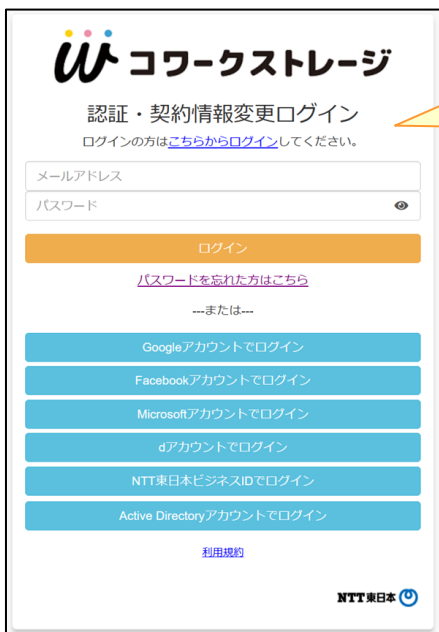 コワークストレージ
認証・契約情報変更ログイン
ログインの方はこちらからログインしてください。
メールアドレス
パスワード
ログイン
パスワードを忘れた方はこちら
---または---
Googleアカウントでログイン
Facebookアカウントでログイン
Microsoftアカウントでログイン
dアカウントでログイン
NTT東日本ビジネスIDでログイン
Active Directoryアカウントでログイン
利用規約
NTT東日本